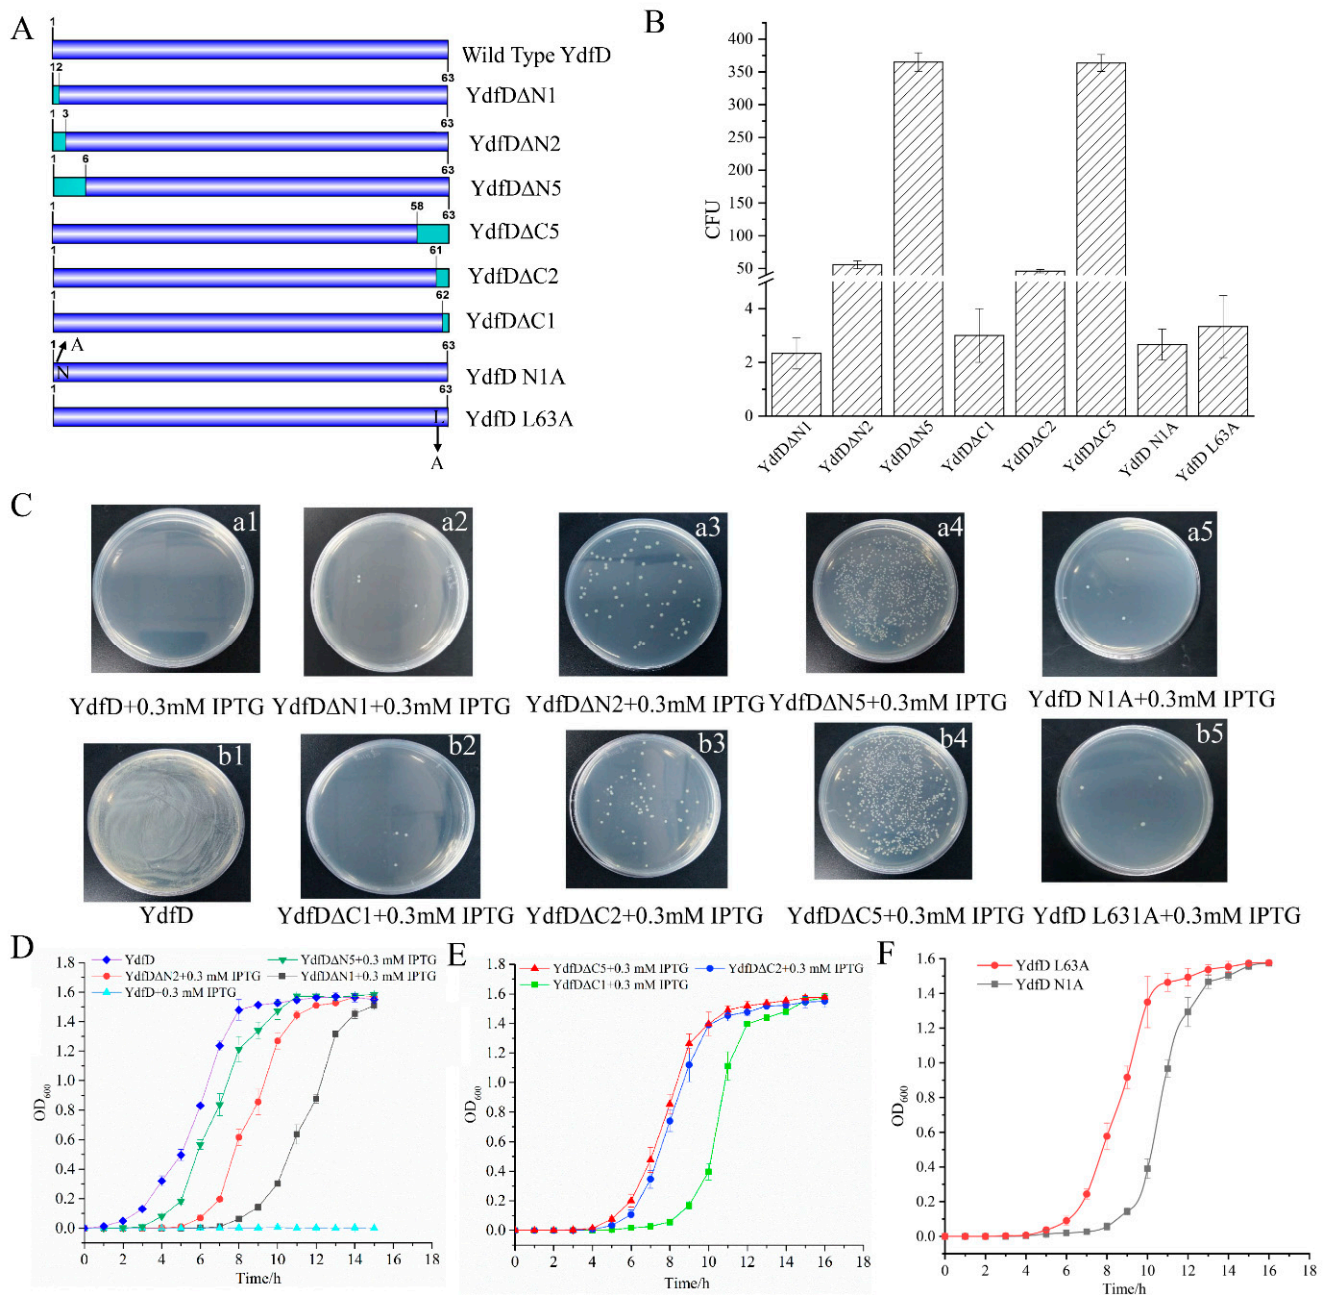 A
1
Wild Type YdfD
12
63
YdfDΔN1
1
3
63
YdfDΔN2
1
6
63
YdfDΔN5
1
58
63
YdfDΔC5
1
61
YdfDΔC2
1
62
YdfDΔC1
1
A
63
N
YdfD N1A
1
63
L
YdfD L63A
A
B
CFU
400
350
300
250
200
150
100
50
4
2
0
YdfDΔN1
YdfDΔN2
YdfDΔN5
YdfDΔC1
YdfDΔC2
YdfDΔC5
YdfD N1A
YdfD L63A
C
a1
a2
a3
a4
a5
YdfD+0.3mM IPTG
YdfDΔN1+0.3mM IPTG
YdfDΔN2+0.3mM IPTG
YdfDΔN5+0.3mM IPTG
YdfD N1A+0.3mM IPTG
b1
b2
b3
b4
b5
YdfD
YdfDΔC1+0.3mM IPTG
YdfDΔC2+0.3mM IPTG
YdfDΔC5+0.3mM IPTG
YdfD L631A+0.3mM IPTG
D
YdfD
YdfDΔN5+0.3 mM IPTG
YdfDΔN2+0.3 mM IPTG
YdfDΔN1+0.3 mM IPTG
YdfD+0.3 mM IPTG
OD600
1.8
1.6
1.4
1.2
1.0
0.8
0.6
0.4
0.2
0.0
0 2 4 6 8 10 12 14 16 18
Time/h
E
YdfDΔC5+0.3 mM IPTG
YdfDΔC2+0.3 mM IPTG
YdfDΔC1+0.3 mM IPTG
OD600
1.8
1.6
1.4
1.2
1.0
0.8
0.6
0.4
0.2
0.0
0 2 4 6 8 10 12 14 16 18
Time/h
F
YdfD L63A
YdfD N1A
OD600
1.6
1.4
1.2
1.0
0.8
0.6
0.4
0.2
0.0
0 2 4 6 8 10 12 14 16 18
Time/h